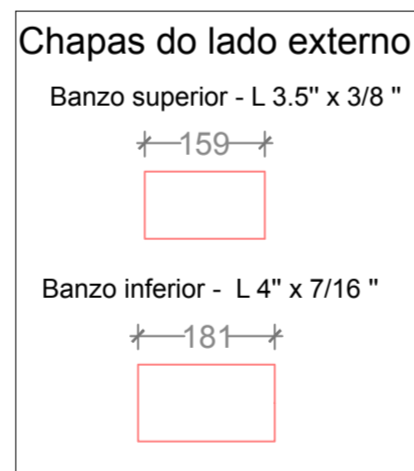 Chapas do lado externo
Banzo superior - L 3.5" x 3/8 "
159
Banzo inferior - L 4" x 7/16 "
181